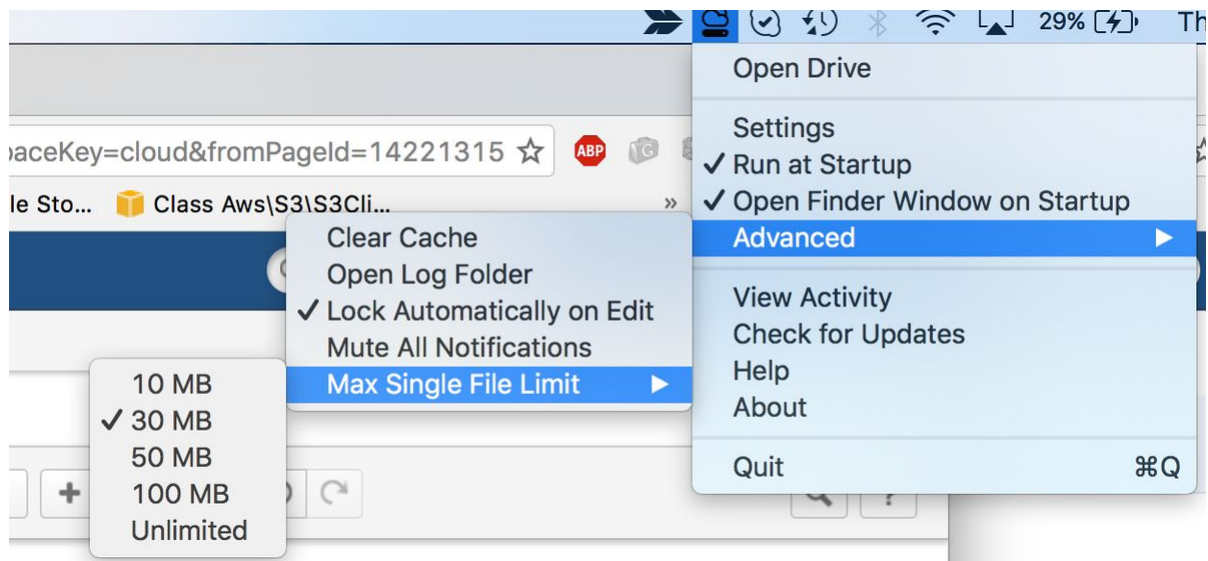 29% Th
Open Drive
Settings
✓ Run at Startup
✓ Open Finder Window on Startup
Advanced ▶
View Activity
Check for Updates
Help
About
Quit ⌘Q
paceKey=cloud&fromPageId=14221315 ABP G
le Sto... Class Aws\S3\S3Cli... »
Clear Cache
Open Log Folder
✓ Lock Automatically on Edit
Mute All Notifications
Max Single File Limit ▶
10 MB
✓ 30 MB
50 MB
100 MB
Unlimited
+ ?